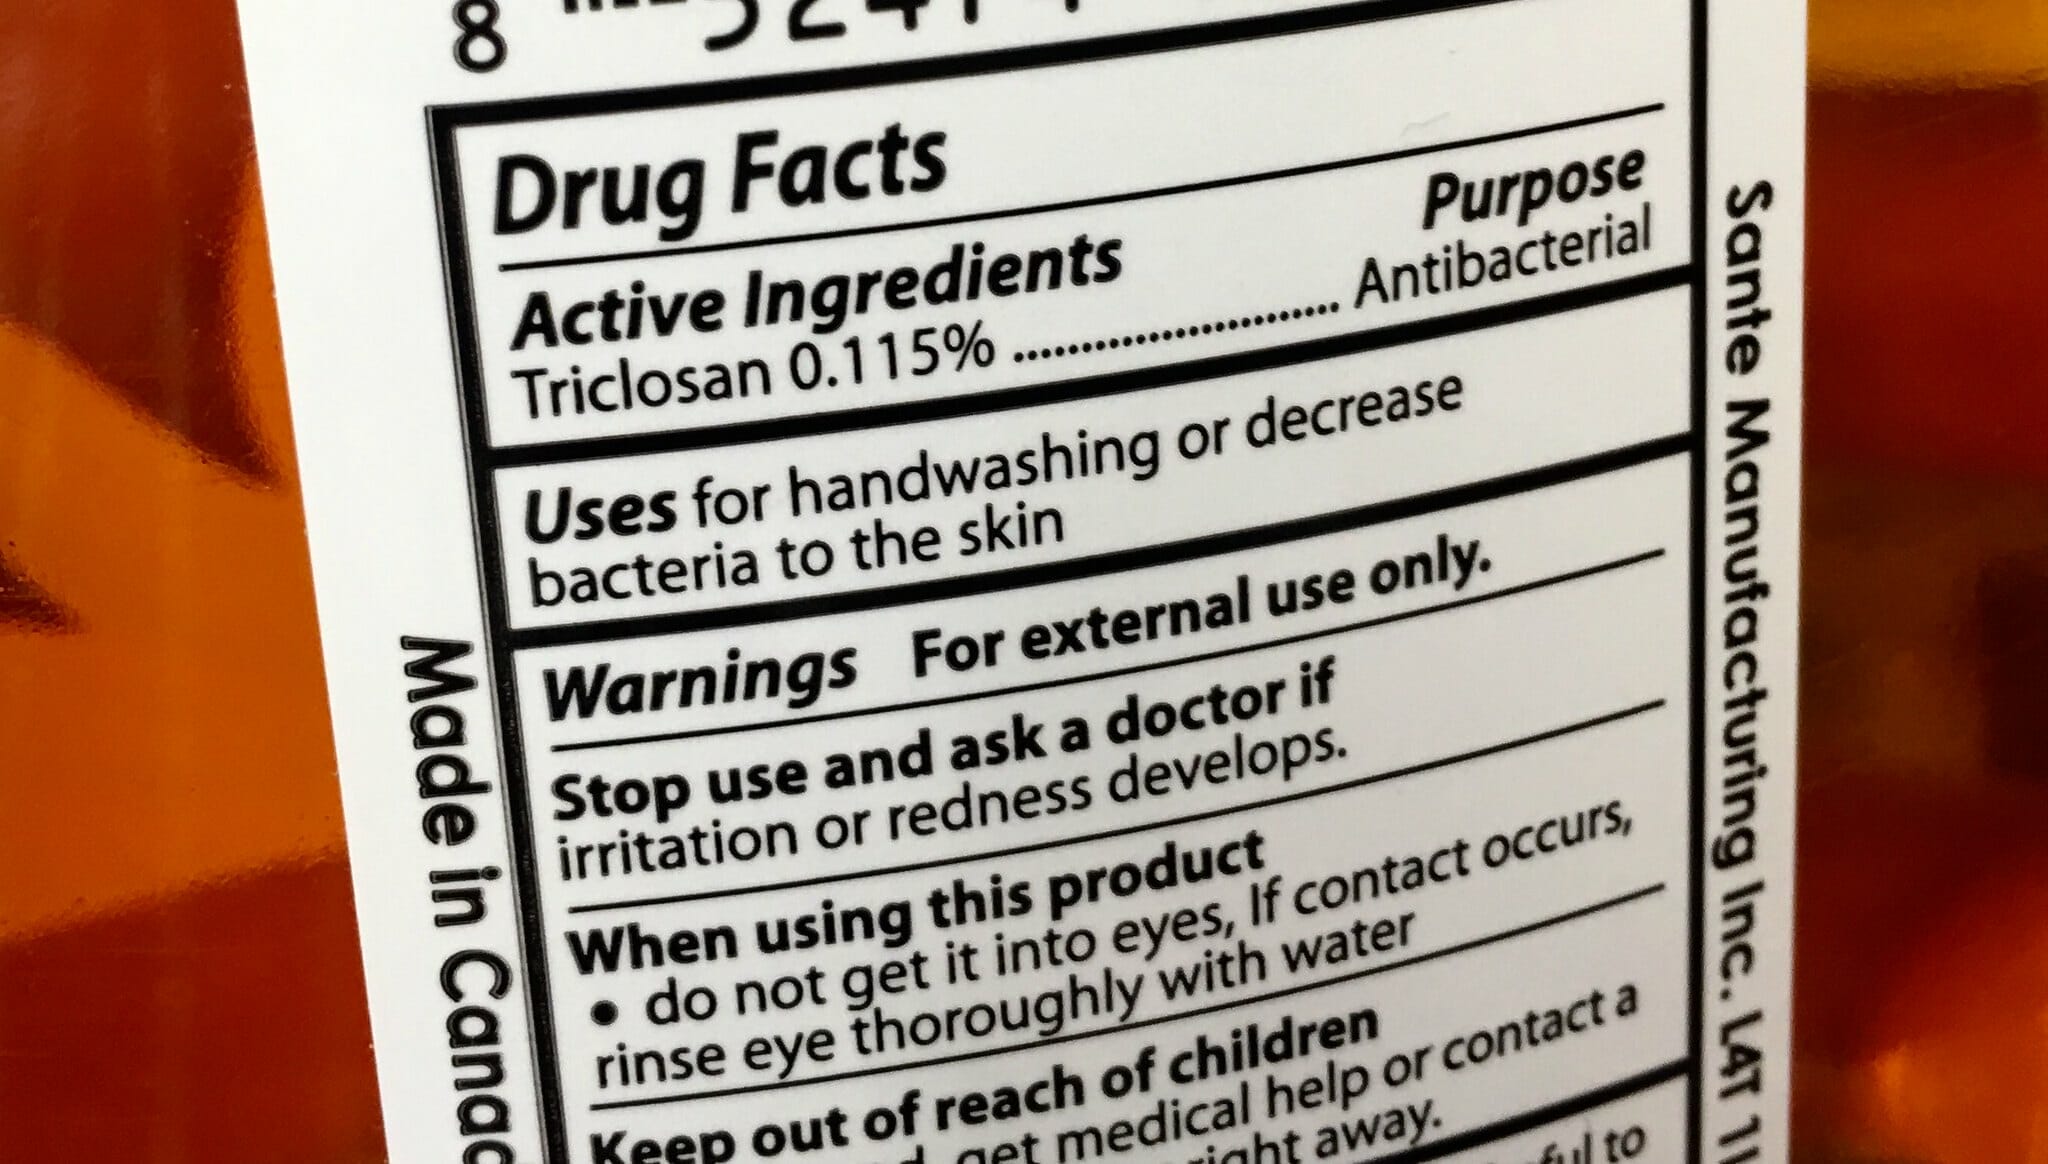 8
Drug Facts
Active Ingredients Purpose
Triclosan 0.115% ........................... Antibacterial
Uses for handwashing or decrease
bacteria to the skin
Warnings For external use only.
Stop use and ask a doctor if
irritation or redness develops.
When using this product
• do not get it into eyes, If contact occurs,
rinse eye thoroughly with water
Keep out of reach of children
get medical help or contact a
right away.
to
Made in
Sante Manufacturing Inc. L4T